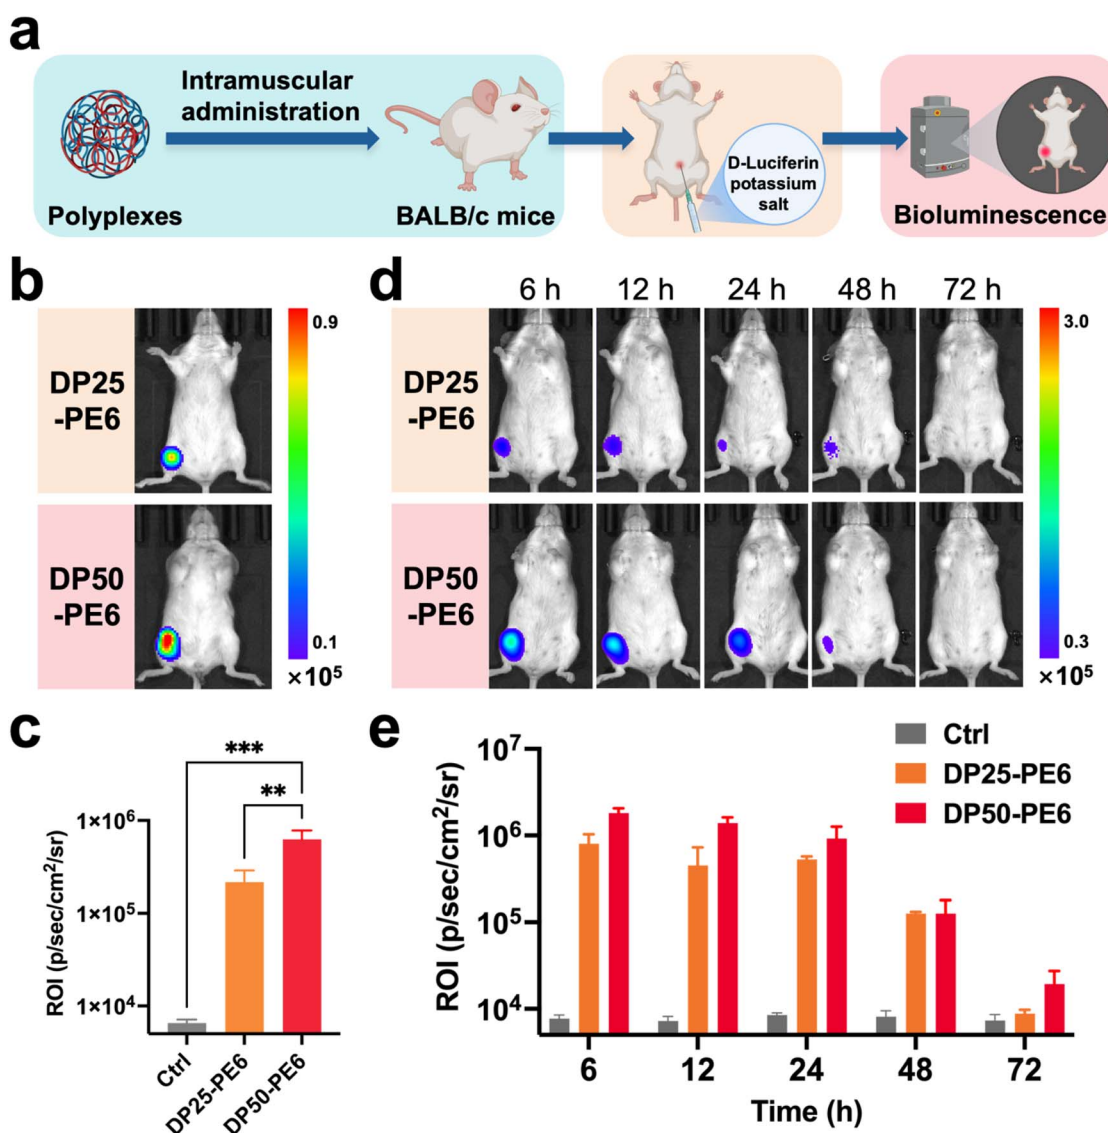 a
Intramuscular
administration
Polyplexes
BALB/c mice
D-Luciferin
potassium
salt
Bioluminescence
b
DP25
-PE6
DP50
-PE6
0.9
0.1
×10⁵
d
6 h 12 h 24 h 48 h 72 h
DP25
-PE6
DP50
-PE6
3.0
0.3
×10⁵
c
***
**
1×10⁶
1×10⁵
1×10⁴
ROI (p/sec/cm²/sr)
Ctrl
DP25-PE6
DP50-PE6
e
Ctrl
DP25-PE6
DP50-PE6
10⁷
10⁶
10⁵
10⁴
ROI (p/sec/cm²/sr)
6 12 24 48 72
Time (h)